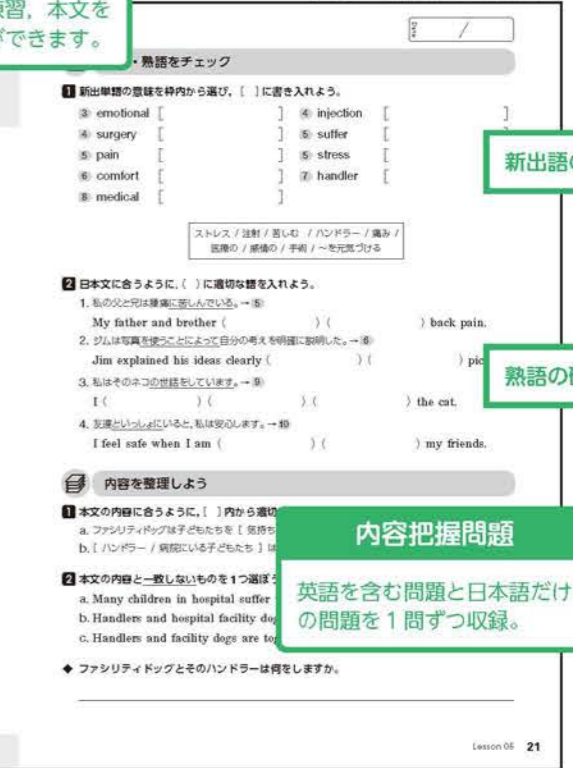 練習，本文を
ができます。
/
・熟語をチェック
1 新出単語の意味を枠内から選び，［ ］に書き入れよう。
③ emotional [ ] ④ injection [ ]
④ surgery [ ] ⑤ suffer [ ]
⑤ pain [ ] ⑤ stress [
⑥ comfort [ ] ⑦ handler [
⑧ medical [ ]
新出語の
ストレス / 注射 / 苦しむ / ハンドラー / 痛み /
医療の / 感情の / 手術 / ～を元気づける
2 日本文に合うように，( ) に適切な語を入れよう。
1. 私の父と兄は腰痛に苦しんでいる。→ ⑤
My father and brother ( ) ( ) back pain.
2. ジムは写真を使うことによって自分の考えを明確に説明した。→ ⑥
Jim explained his ideas clearly ( ) ( ) pic
熟語の
3. 私はそのネコの世話をしています。→ ⑨
I ( ) ( ) ( ) the cat.
4. 友達といっしょにいると，私は安心します。→ ⑩
I feel safe when I am ( ) ( ) my friends.
内容を整理しよう
1 本文の内容に合うように，［ ］内から適切
a. ファシリティドッグは子どもたちを［ 気持ち
b.［ ハンドラー / 病院にいる子どもたち ］は
2 本文の内容と一致しないものを1つ選ぼう
a. Many children in hospital suffer
b. Handlers and hospital facility dog
c. Handlers and facility dogs are tog
内容把握問題
英語を含む問題と日本語だけ
の問題を1問ずつ収録。
◆ ファシリティドッグとそのハンドラーは何をしますか。
Lesson 05 21